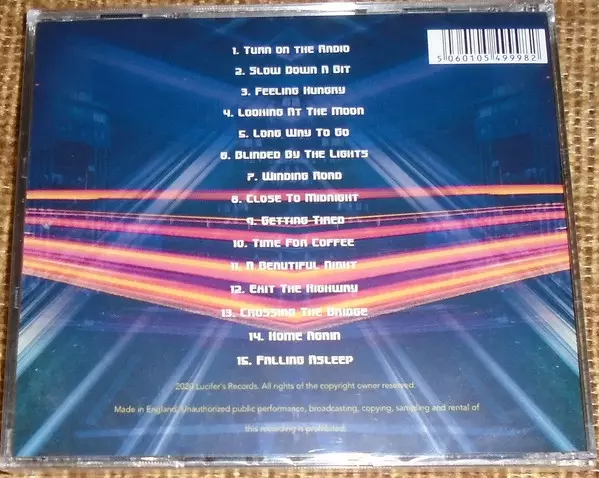 1. Turn on the Radio
5 060105 499982
2. Slow Down A Bit
3. Feeling Hungry
4. Looking At The Moon
5. Long Way To Go
6. Blinded By The Lights
7. Winding Road
8. Close To Midnight
9. Getting Tired
10. Time For Coffee
11. A Beautiful Night
12. Exit The Highway
13. Crossing The Bridge
14. Home Again
15. Falling Asleep
2020 Lucifer's Records. All rights of the copyright owner reserved.
Made in England. Unauthorized public performance, broadcasting, copying, sampling and rental of
this recording is prohibited.